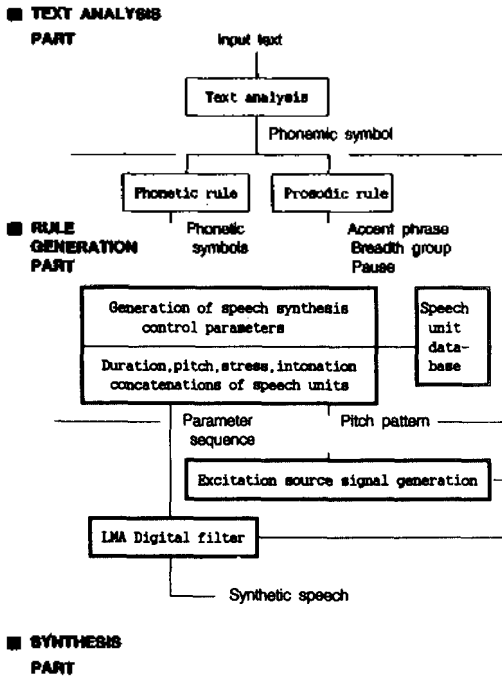 ■ TEXT ANALYSIS
PART
Input text
Text analysis
Phonemic symbol
Phonetic rule
Prosodic rule
■ RULE
GENERATION
PART
Phonetic
symbols
Accent phrase
Breadth group
Pause
Generation of speech synthesis
control parameters
Duration,pitch,stress,intonation
concatenations of speech units
Speech
unit
data-
base
Parameter
sequence
Pitch pattern
Excitation source signal generation
LMA Digital filter
Synthetic speech
■ SYNTHESIS
PART